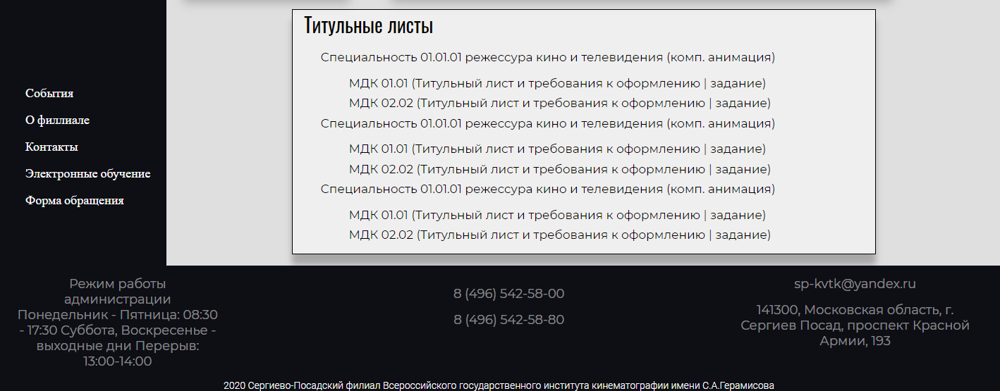 Титульные листы
Специальность 01.01.01 режессура кино и телевидения (комп. анимация)
МДК 01.01 (Титульный лист и требования к оформлению | задание)
МДК 02.02 (Титульный лист и требования к оформлению | задание)
Специальность 01.01.01 режессура кино и телевидения (комп. анимация)
МДК 01.01 (Титульный лист и требования к оформлению | задание)
МДК 02.02 (Титульный лист и требования к оформлению | задание)
Специальность 01.01.01 режессура кино и телевидения (комп. анимация)
МДК 01.01 (Титульный лист и требования к оформлению | задание)
МДК 02.02 (Титульный лист и требования к оформлению | задание)
События
О филлиале
Контакты
Электронные обучение
Форма обращения
Режим работы
администрации
Понедельник - Пятница: 08:30
- 17:30 Суббота, Воскресенье -
выходные дни Перерыв:
13:00-14:00
8 (496) 542-58-00
8 (496) 542-58-80
sp-kvtk@yandex.ru
141300, Московская область, г.
Сергиев Посад, проспект Красной
Армии, 193
2020 Сергиево-Посадский филиал Всероссийского государственного института кинематографии имени С.А.Герамисова